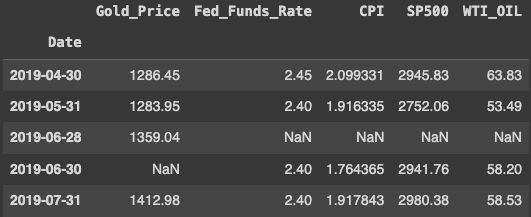 Gold_Price Fed_Funds_Rate CPI SP500 WTI_OIL
Date
2019-04-30 1286.45 2.45 2.099331 2945.83 63.83
2019-05-31 1283.95 2.40 1.916335 2752.06 53.49
2019-06-28 1359.04 NaN NaN NaN NaN
2019-06-30 NaN 2.40 1.764365 2941.76 58.20
2019-07-31 1412.98 2.40 1.917843 2980.38 58.53